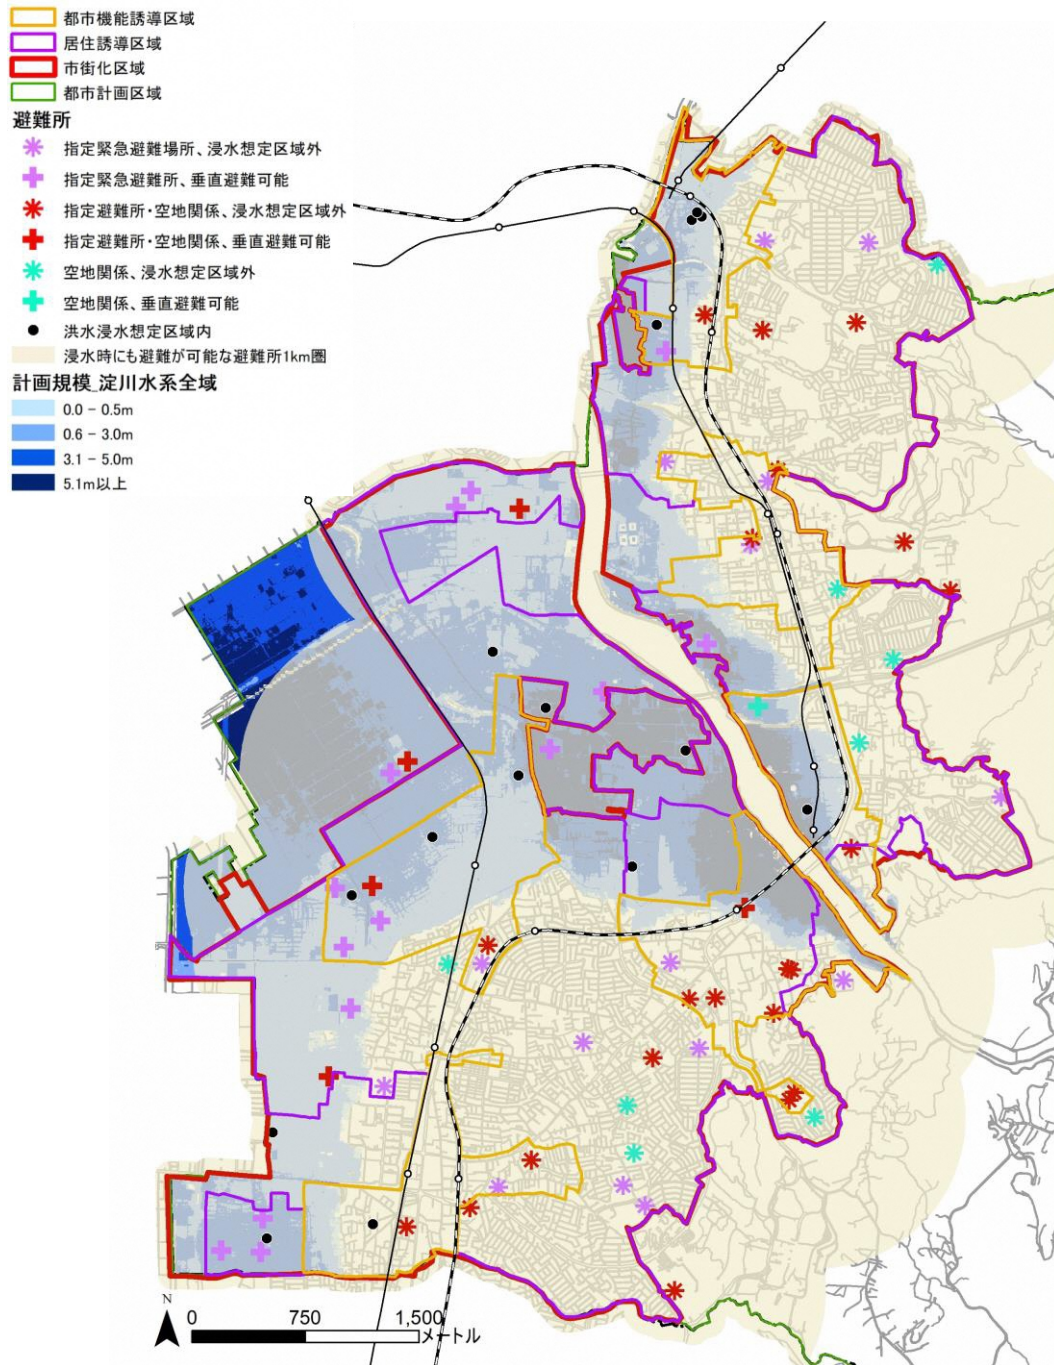 都市機能誘導区域
居住誘導区域
市街化区域
都市計画区域
避難所
指定緊急避難場所、浸水想定区域外
指定緊急避難所、垂直避難可能
指定避難所・空地関係、浸水想定区域外
指定避難所・空地関係、垂直避難可能
空地関係、浸水想定区域外
空地関係、垂直避難可能
洪水浸水想定区域内
浸水時にも避難が可能な避難所1km圏
計画規模_淀川水系全域
0.0 - 0.5m
0.6 - 3.0m
3.1 - 5.0m
5.1m以上
N
0 750 1,500
メートル